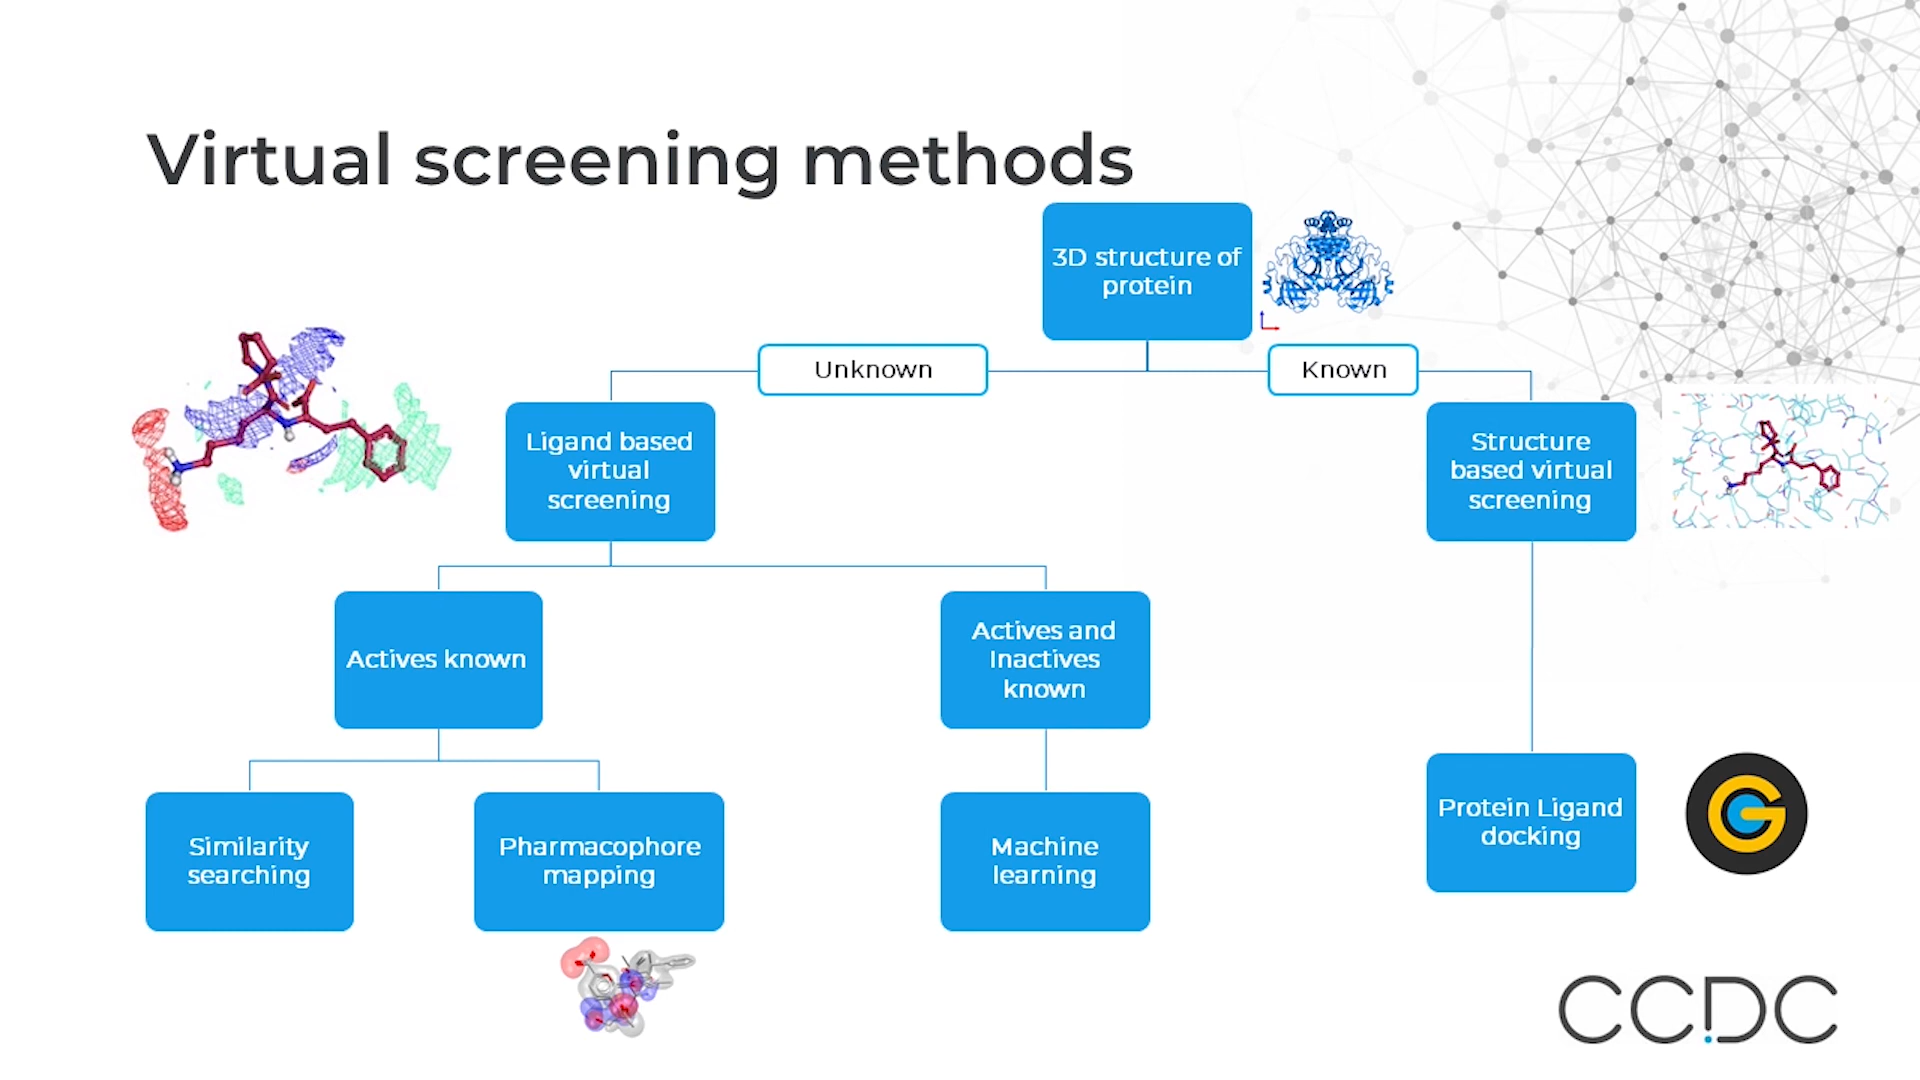 Virtual screening methods
3D structure of
protein
Unknown
Known
Ligand based
virtual
screening
Structure
based virtual
screening
Actives known
Actives and
Inactives
known
Similarity
searching
Pharmacophore
mapping
Machine
learning
Protein Ligand
docking
G
CCDC